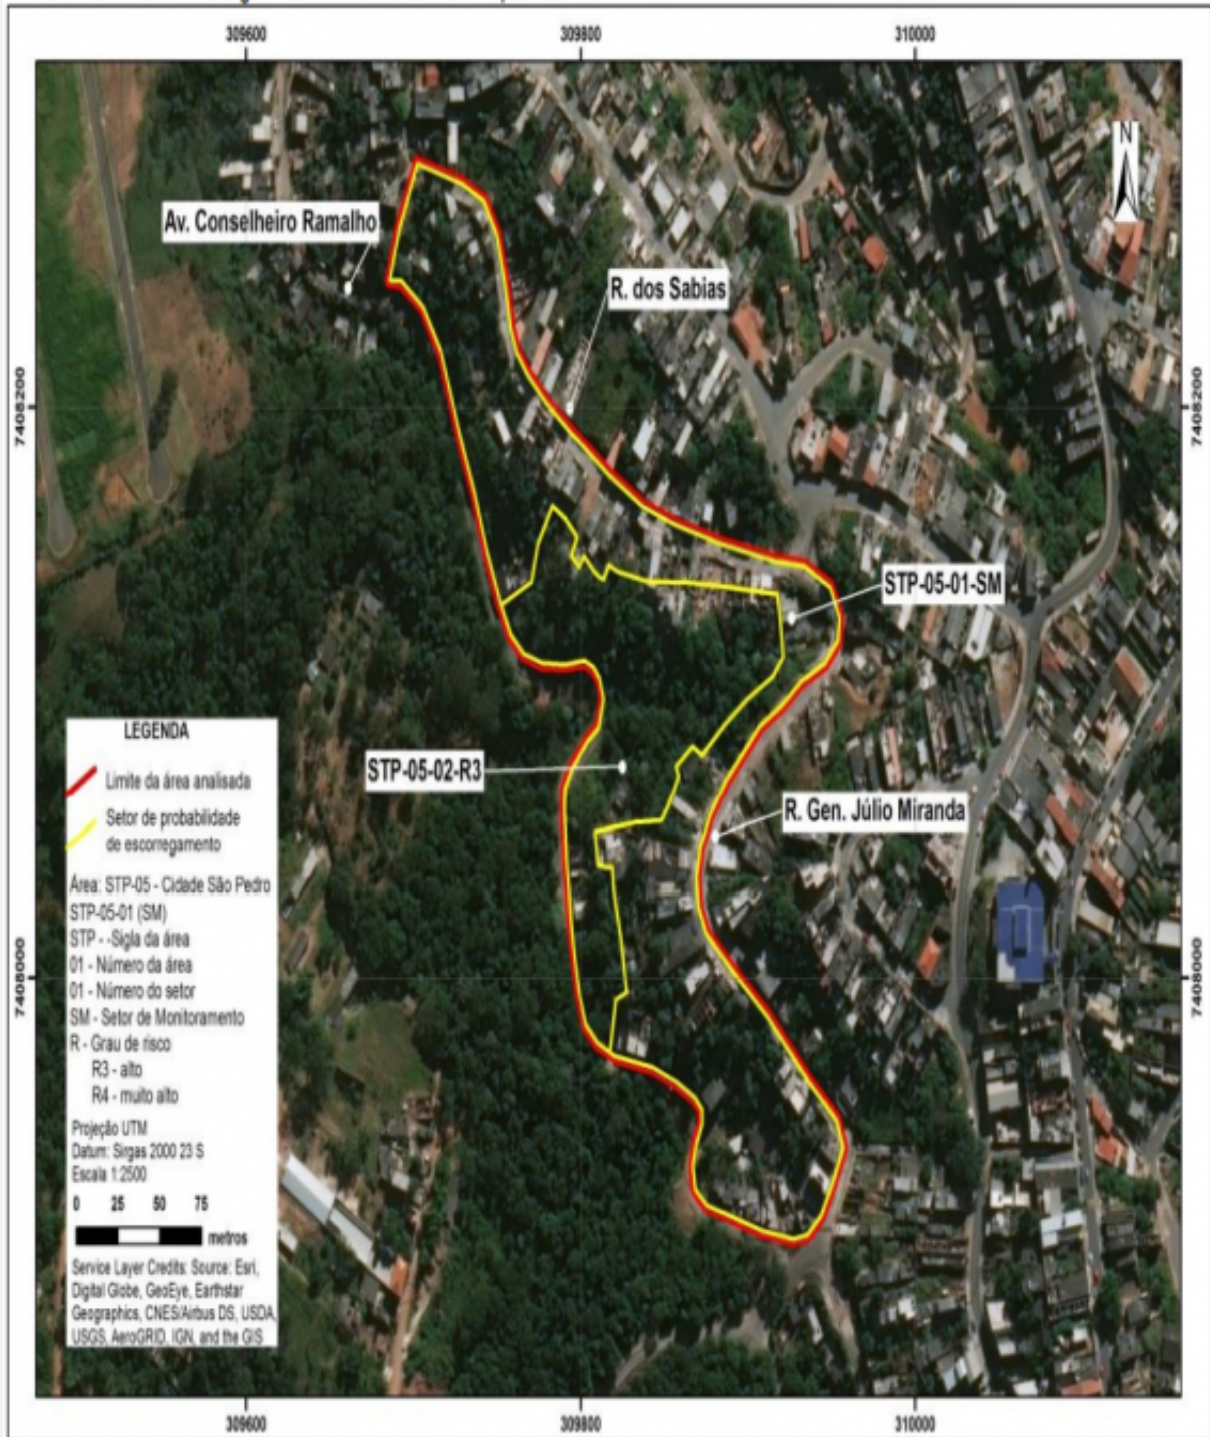 309600
309800
310000
N
Av. Conselheiro Ramalho
R. dos Sabias
7408200
7408200
STP-05-01-SM
STP-05-02-R3
R. Gen. Júlio Miranda
LEGENDA
Limite da área analisada
Setor de probabilidade
de escorregamento
Área: STP-05 - Cidade São Pedro
STP-05-01 (SM)
STP - -Sigla da área
01 - Número da área
01 - Número do setor
SM - Setor de Monitoramento
R - Grau de risco
R3 - alto
R4 - muito alto
Projeção UTM
Datum: Sirgas 2000 23 S
Escala 1:2500
0 25 50 75
metros
Service Layer Credits: Source: Esri,
Digital Globe, GeoEye, Earthstar
Geographics, CNES/Airbus DS, USDA,
USGS, AeroGRID, IGN, and the GIS
7408000
7408000
309600
309800
310000